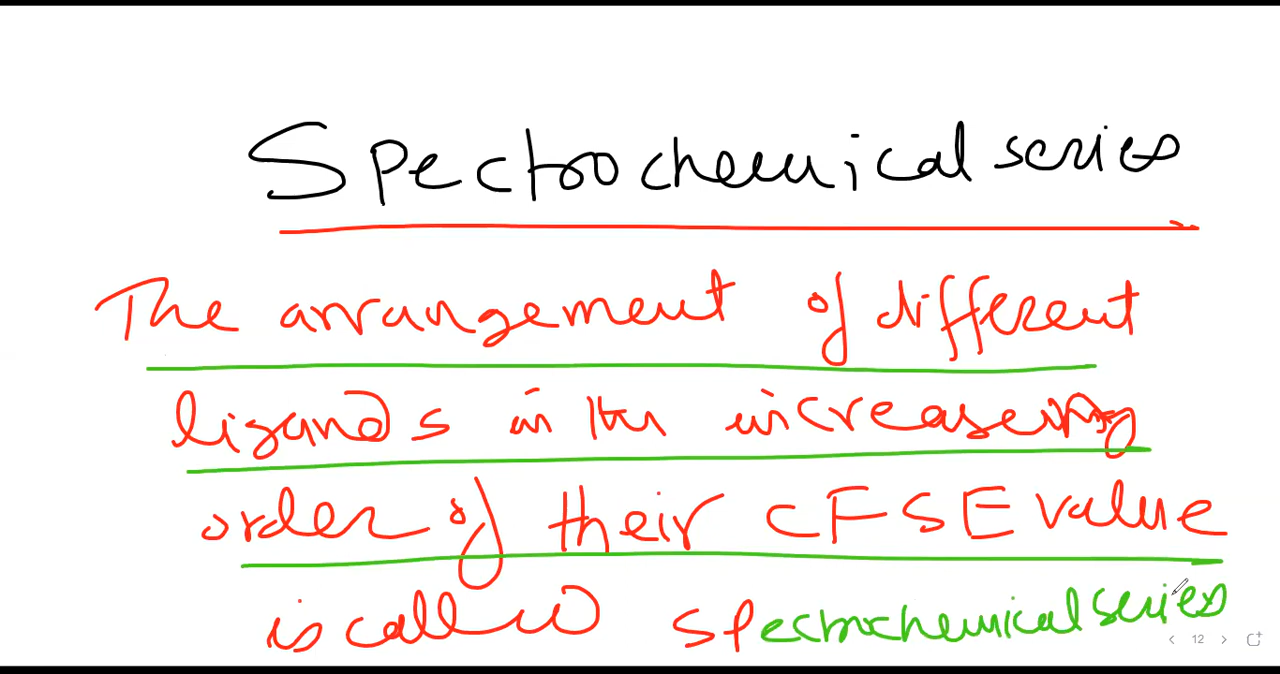 Spectrochemical series
The arrangement of different
ligands in the increasing
order of their CFSE value
is called spectrochemical series
12